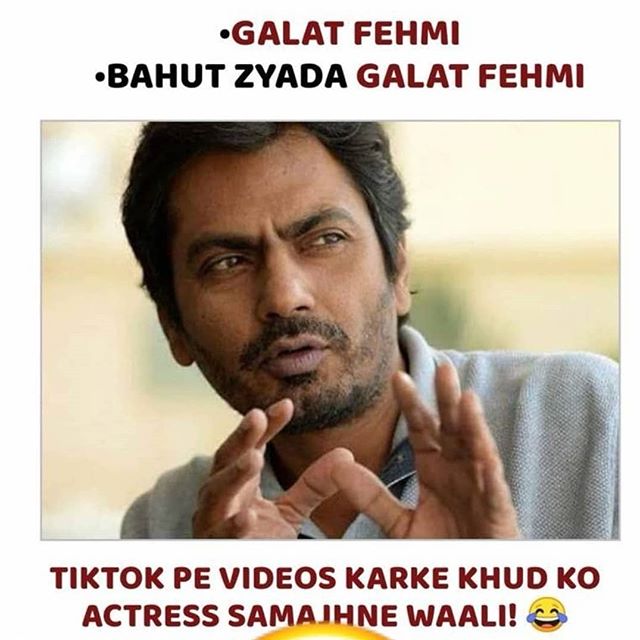 •GALAT FEHMI
•BAHUT ZYADA GALAT FEHMI
TIKTOK PE VIDEOS KARKE KHUD KO
ACTRESS SAMAJHNE WAALI! 😂